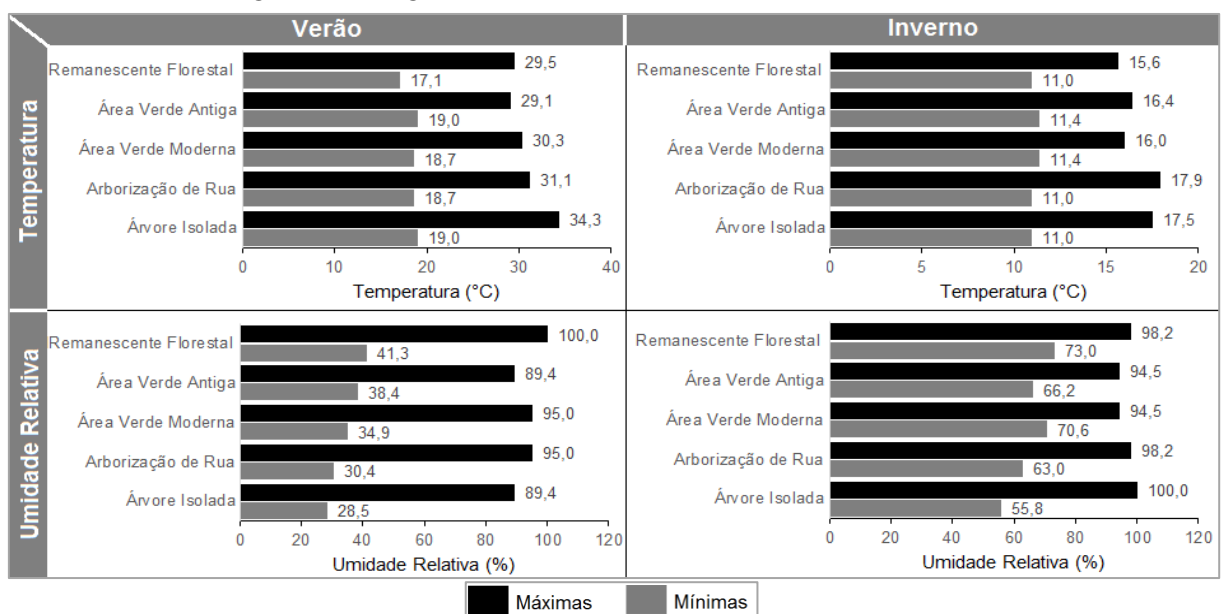 Verão
Inverno
Temperatura
Remanescente Florestal
29,5
17,1
Área Verde Antiga
29,1
19,0
Área Verde Moderna
30,3
18,7
Arborização de Rua
31,1
18,7
Árvore Isolada
34,3
19,0
0 10 20 30 40
Temperatura (°C)
Remanescente Florestal
15,6
11,0
Área Verde Antiga
16,4
11,4
Área Verde Moderna
16,0
11,4
Arborização de Rua
17,9
11,0
Árvore Isolada
17,5
11,0
0 5 10 15 20
Temperatura (°C)
Umidade Relativa
Remanescente Florestal
100,0
41,3
Área Verde Antiga
89,4
38,4
Área Verde Moderna
95,0
34,9
Arborização de Rua
95,0
30,4
Árvore Isolada
89,4
28,5
0 20 40 60 80 100 120
Umidade Relativa (%)
Remanescente Florestal
98,2
73,0
Área Verde Antiga
94,5
66,2
Área Verde Moderna
94,5
70,6
Arborização de Rua
98,2
63,0
Árvore Isolada
100,0
55,8
0 20 40 60 80 100 120
Umidade Relativa (%)
Máximas
Mínimas